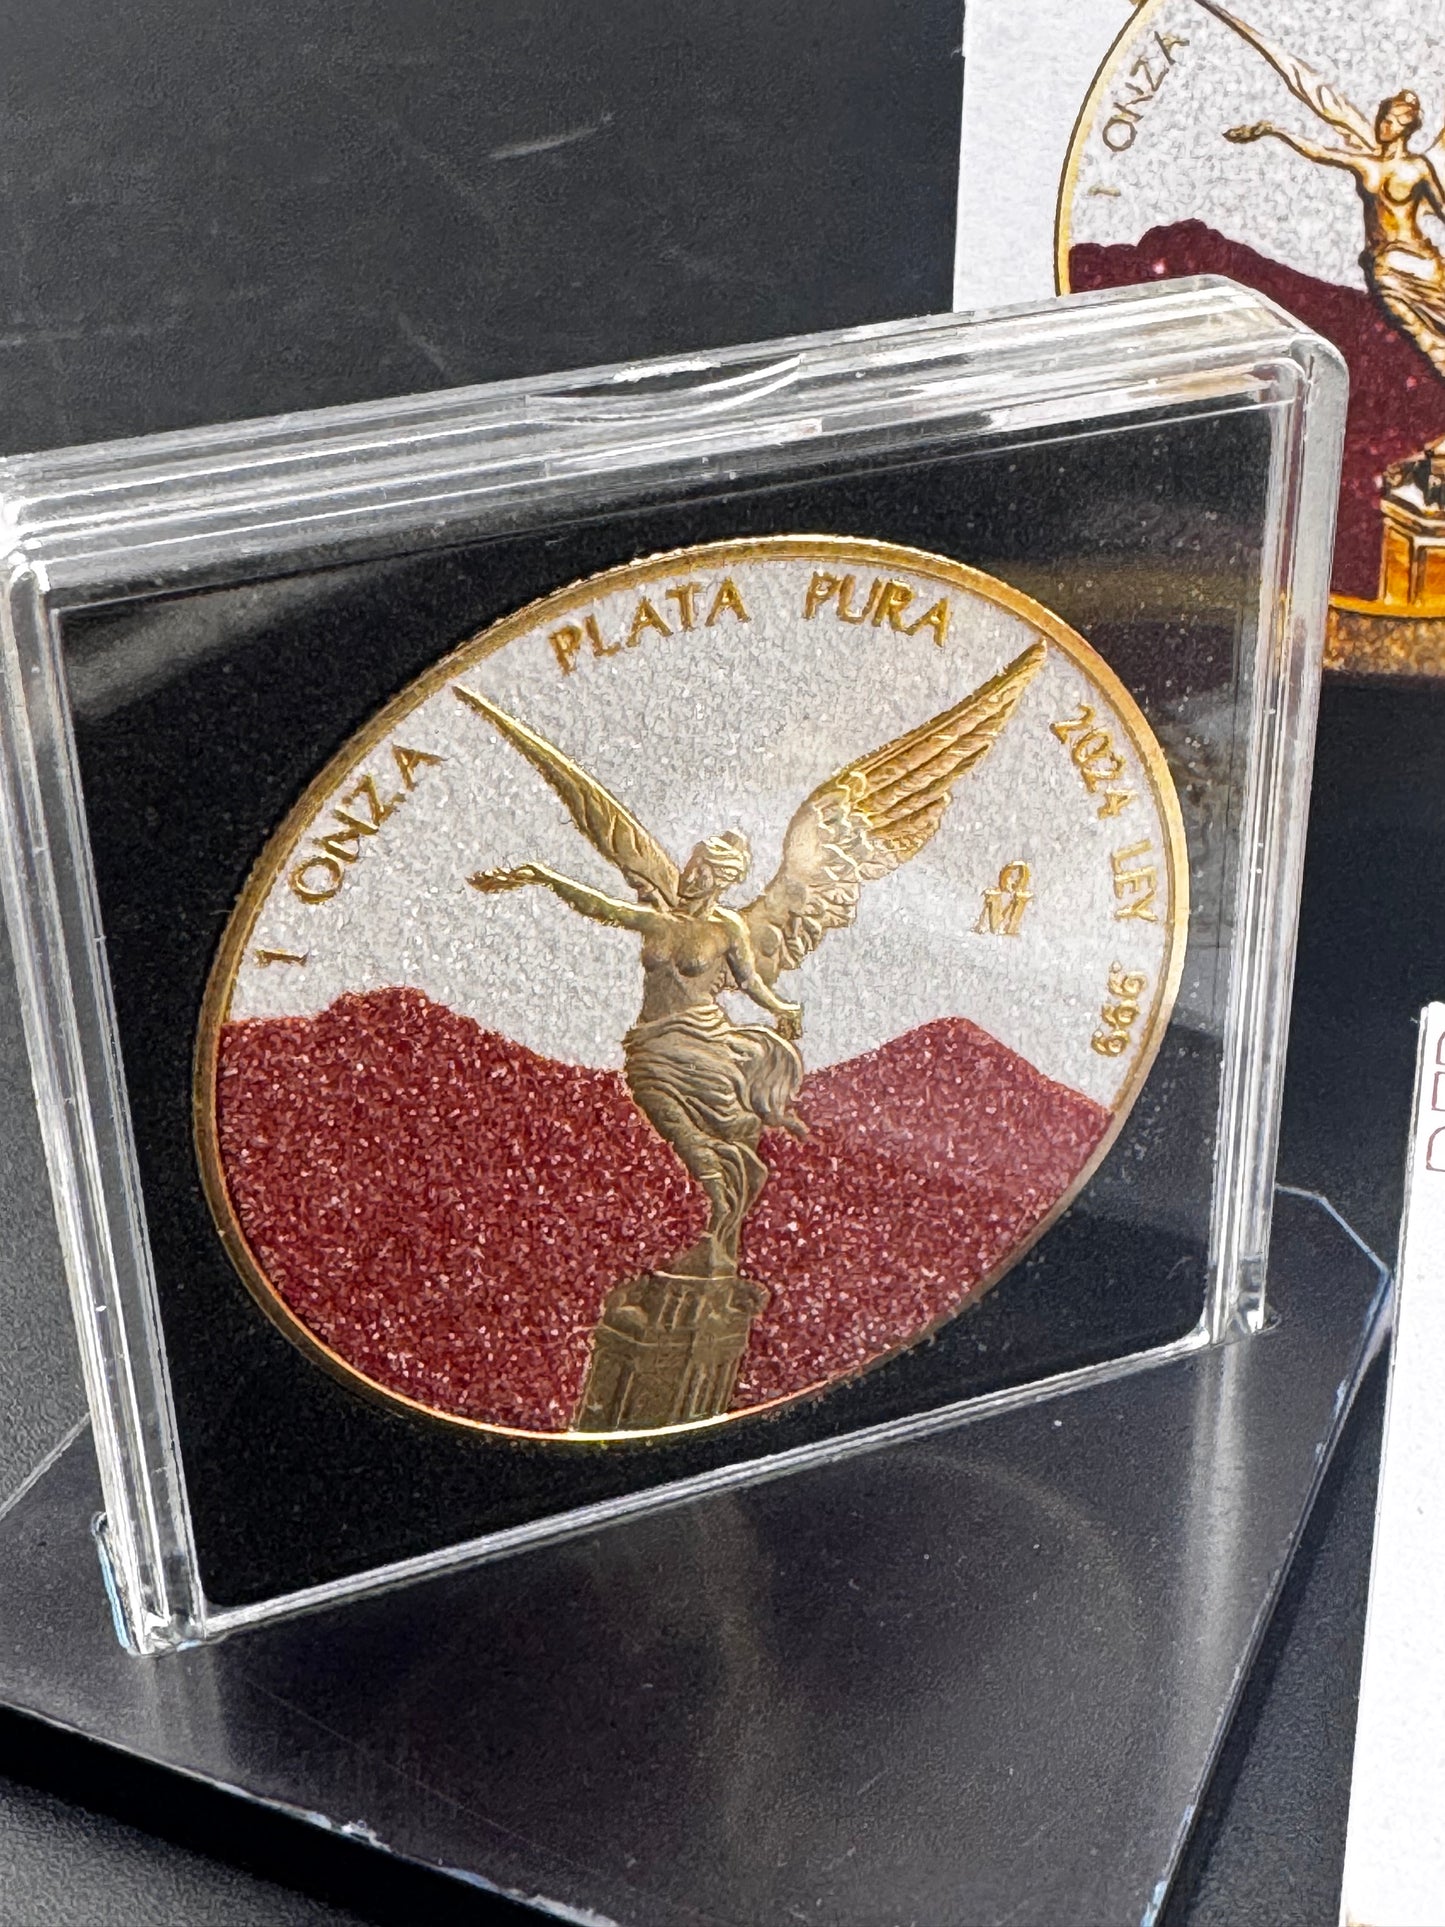 1 ONZA PLATA PURA 2024 LEY .999
M
1 ONZA